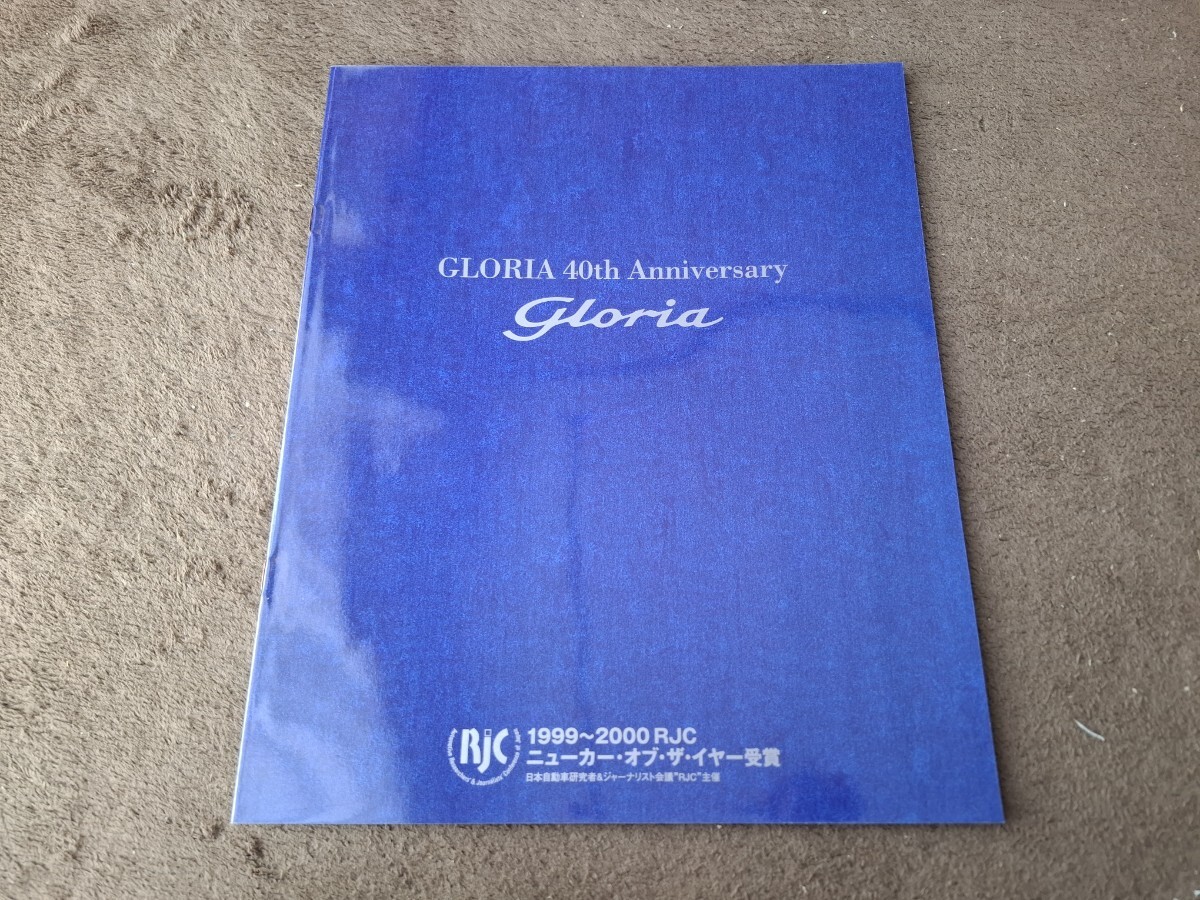 GLORIA 40th Anniversary
Gloria
RJC
1999～2000 RJC
ニューカー・オブ・ザ・イヤー受賞
日本自動車研究者&ジャーナリスト会議"RJC"主催